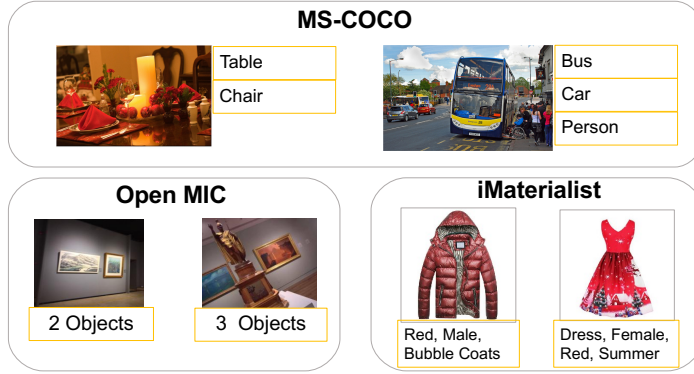 MS-COCO
Table
Chair
Bus
Car
Person
Open MIC
iMaterialist
2 Objects
3 Objects
Red, Male,
Bubble Coats
Dress, Female,
Red, Summer